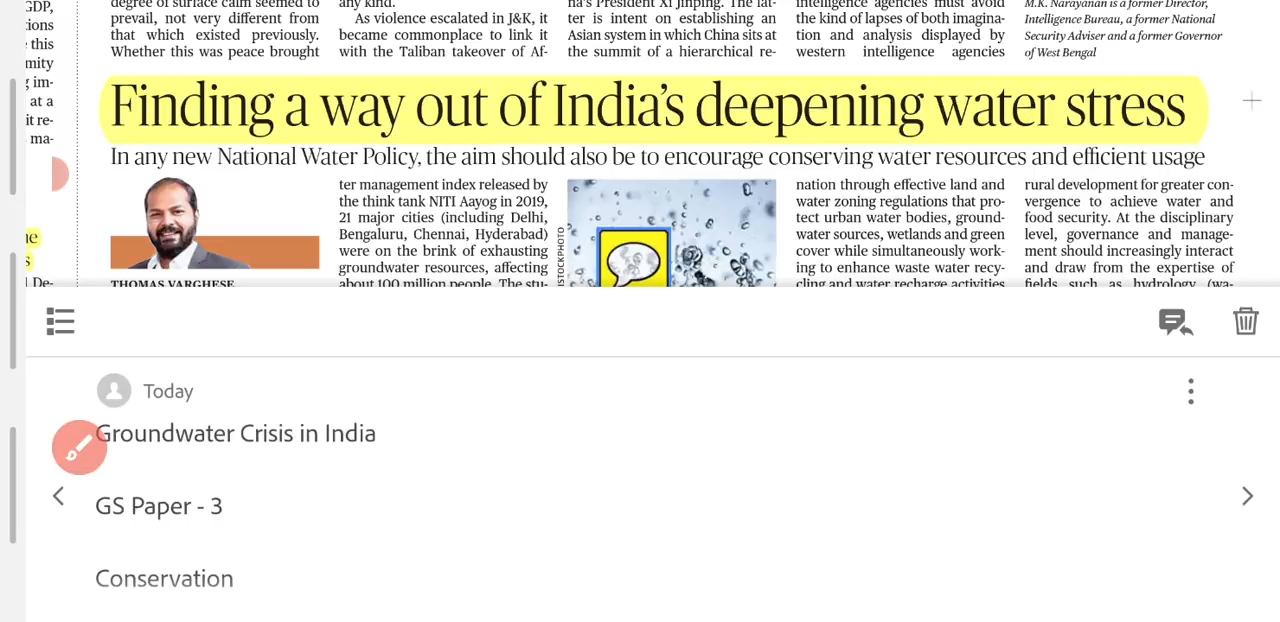 GDP,
this
at a
ma-
degree of surface calm seemed to
prevail, not very different from
that which existed previously.
Whether this was peace brought
any kind.
As violence escalated in J&K, it
became commonplace to link it
with the Taliban takeover of Af-
na's President Xi Jinping. The lat-
ter is intent on establishing an
Asian system in which China sits at
the summit of a hierarchical re-
intelligence agencies must avoid
the kind of lapses of both imagina-
tion and analysis displayed by
western intelligence agencies
M.K. Narayanan is a former Director,
Intelligence Bureau, a former National
Security Adviser and a former Governor
of West Bengal
Finding a way out of India's deepening water stress
In any new National Water Policy, the aim should also be to encourage conserving water resources and efficient usage
THOMAS VARGHESE
ter management index released by
the think tank NITI Aayog in 2019,
21 major cities (including Delhi,
Bengaluru, Chennai, Hyderabad)
were on the brink of exhausting
groundwater resources, affecting
about 100 million people. The stu-
ISTOCKPHOTO
nation through effective land and
water zoning regulations that pro-
tect urban water bodies, ground-
water sources, wetlands and green
cover while simultaneously work-
ing to enhance waste water recy-
cling and water recharge activities
rural development for greater con-
vergence to achieve water and
food security. At the disciplinary
level, governance and manage-
ment should increasingly interact
and draw from the expertise of
fields such as hydrology (wa-
Today
Groundwater Crisis in India
GS Paper - 3
Conservation